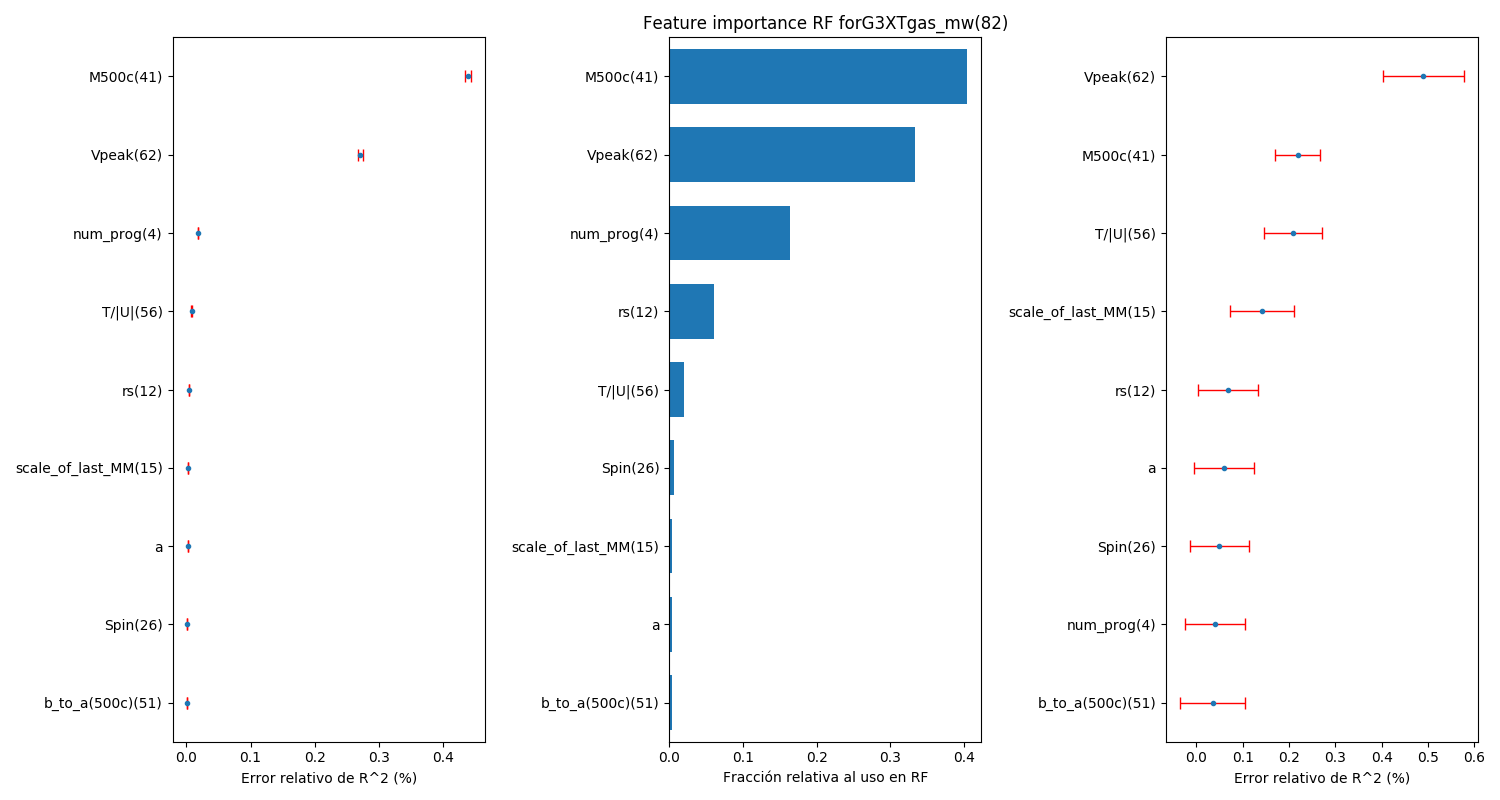 Feature importance RF forG3XTgas_mw(82)
M500c(41)
Vpeak(62)
num_prog(4)
T/|U|(56)
rs(12)
scale_of_last_MM(15)
a
Spin(26)
b_to_a(500c)(51)
0.0 0.1 0.2 0.3 0.4
Error relativo de R^2 (%)
M500c(41)
Vpeak(62)
num_prog(4)
rs(12)
T/|U|(56)
Spin(26)
scale_of_last_MM(15)
a
b_to_a(500c)(51)
0.0 0.1 0.2 0.3 0.4
Fracción relativa al uso en RF
Vpeak(62)
M500c(41)
T/|U|(56)
scale_of_last_MM(15)
rs(12)
a
Spin(26)
num_prog(4)
b_to_a(500c)(51)
0.0 0.1 0.2 0.3 0.4 0.5 0.6
Error relativo de R^2 (%)